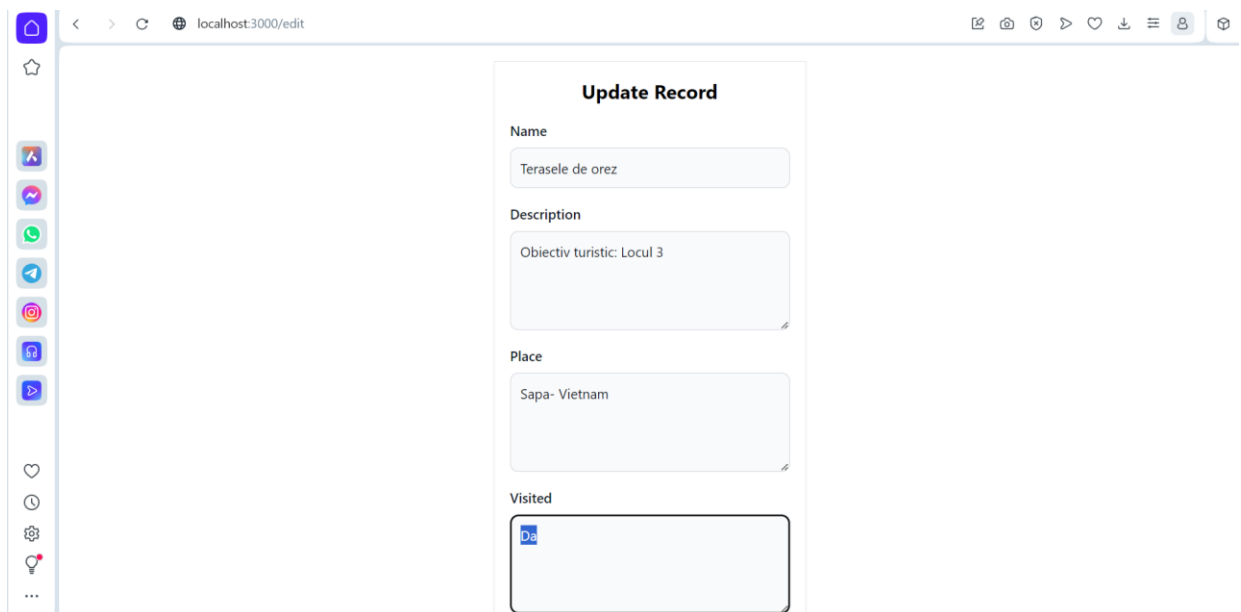 localhost:3000/edit
Update Record
Name
Terasele de orez
Description
Obiectiv turistic: Locul 3
Place
Sapa- Vietnam
Visited
Da